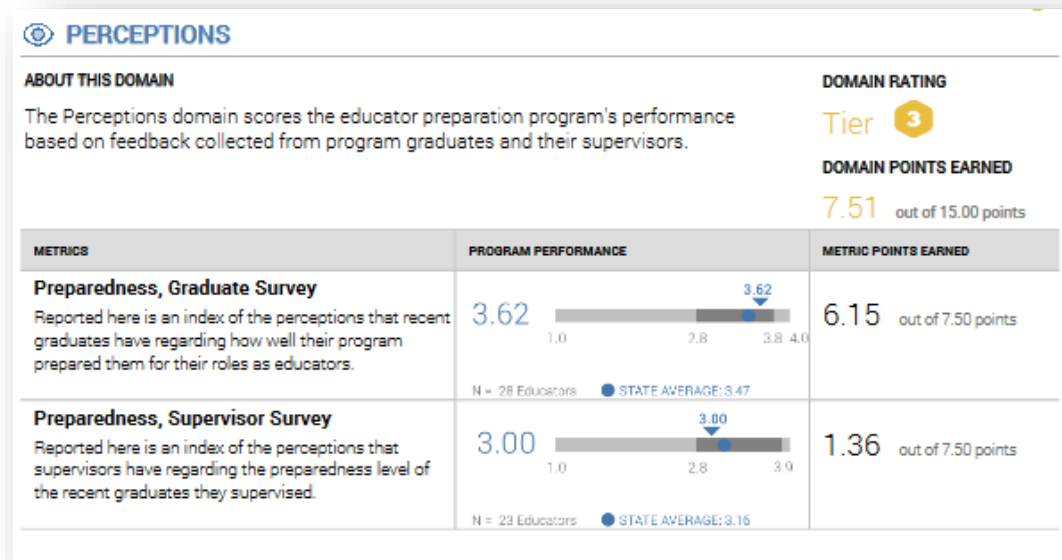 PERCEPTIONS
ABOUT THIS DOMAIN
The Perceptions domain scores the educator preparation program's performance
based on feedback collected from program graduates and their supervisors.
DOMAIN RATING
Tier 3
DOMAIN POINTS EARNED
7.51 out of 15.00 points
METRICS
PROGRAM PERFORMANCE
METRIC POINTS EARNED
Preparedness, Graduate Survey
Reported here is an index of the perceptions that recent
graduates have regarding how well their program
prepared them for their roles as educators.
3.62
3.62
1.0 2.8 3.8 4.0
N = 28 Educators STATE AVERAGE: 3.47
6.15 out of 7.50 points
Preparedness, Supervisor Survey
Reported here is an index of the perceptions that
supervisors have regarding the preparedness level of
the recent graduates they supervised.
3.00
3.00
1.0 2.8 3.9
N = 23 Educators STATE AVERAGE: 3.16
1.36 out of 7.50 points